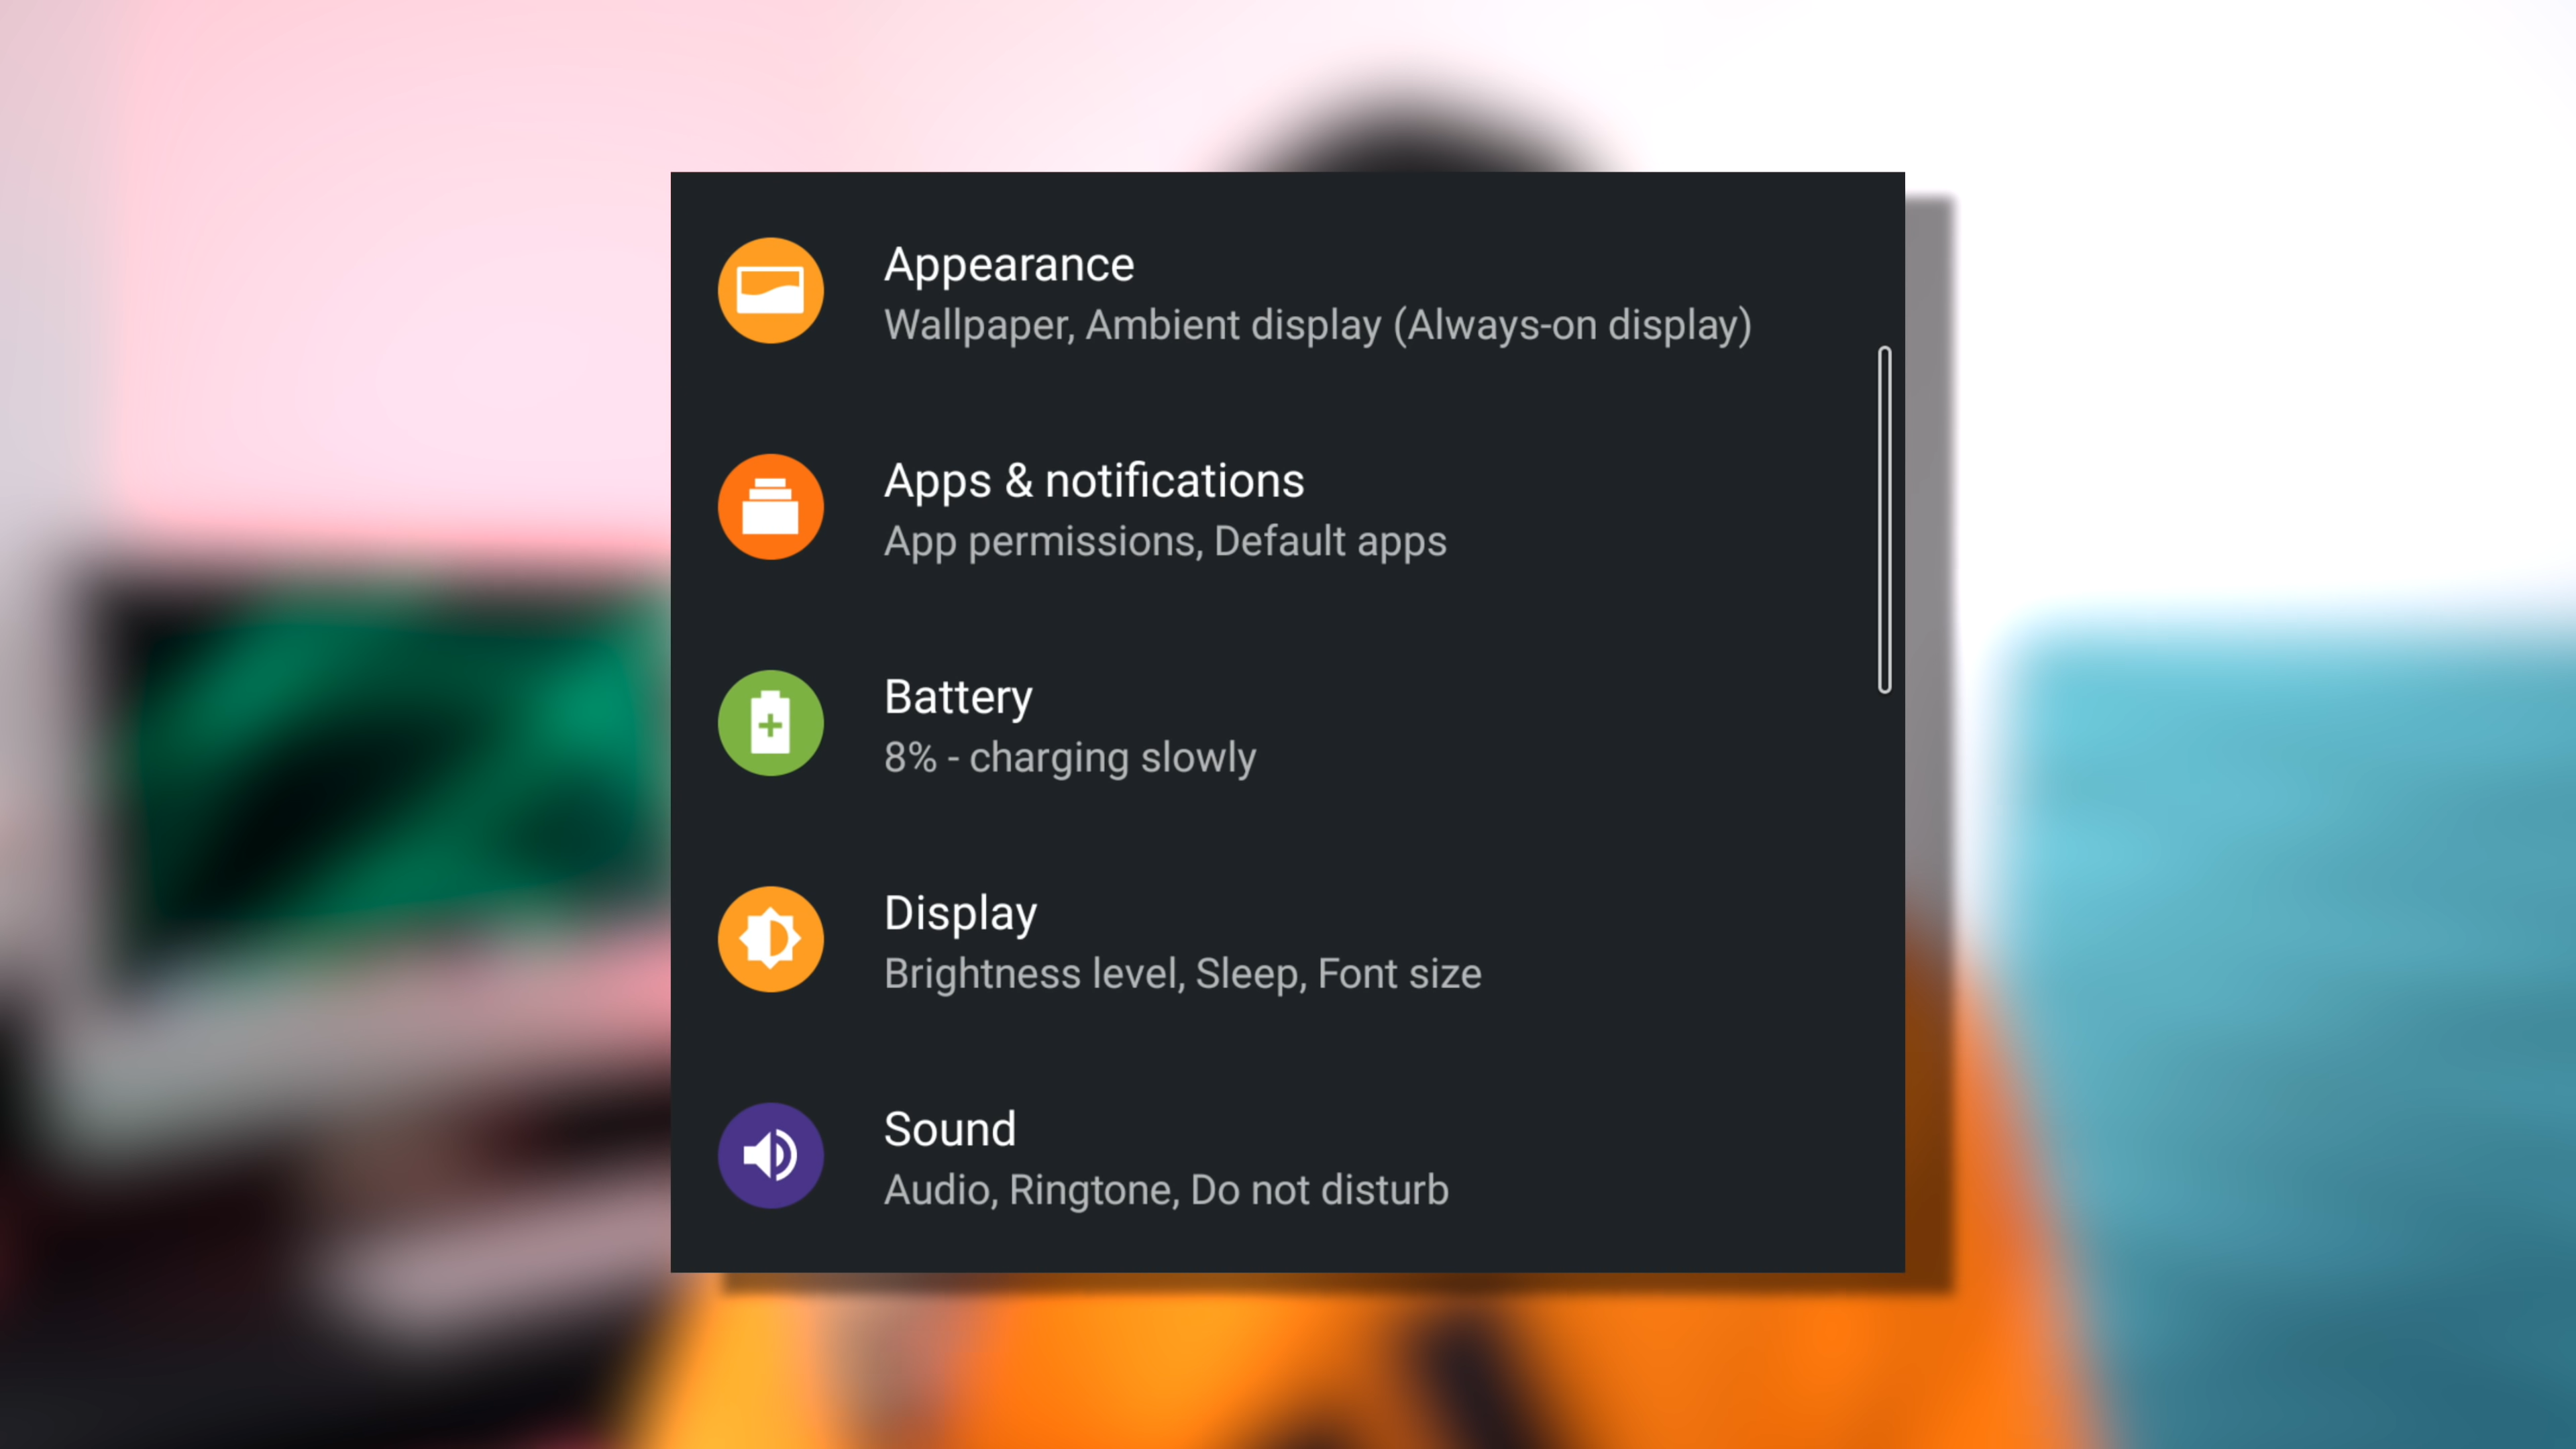 Appearance
Wallpaper, Ambient display (Always-on display)
Apps & notifications
App permissions, Default apps
Battery
8% - charging slowly
Display
Brightness level, Sleep, Font size
Sound
Audio, Ringtone, Do not disturb